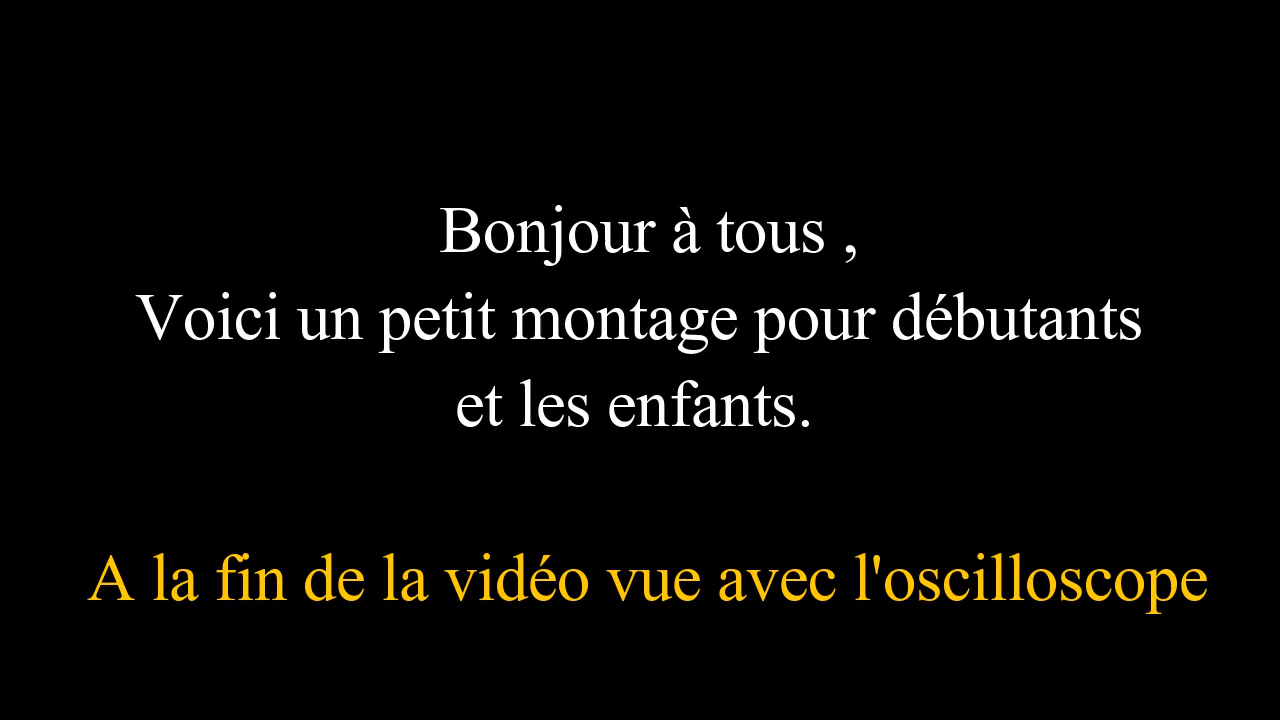 Bonjour à tous ,
Voici un petit montage pour débutants
et les enfants.
A la fin de la vidéo vue avec l'oscilloscope